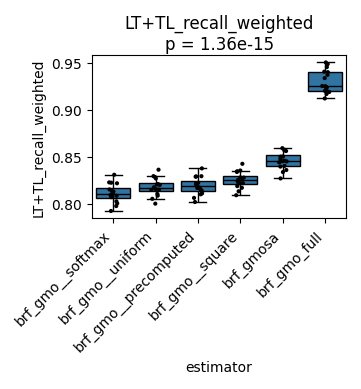 LT+TL_recall_weighted
p = 1.36e-15
LT+TL_recall_weighted
0.95
0.90
0.85
0.80
brf_gmo__softmax
brf_gmo__uniform
brf_gmo__precomputed
brf_gmo__square
brf_gmosa
brf_gmo_full
estimator